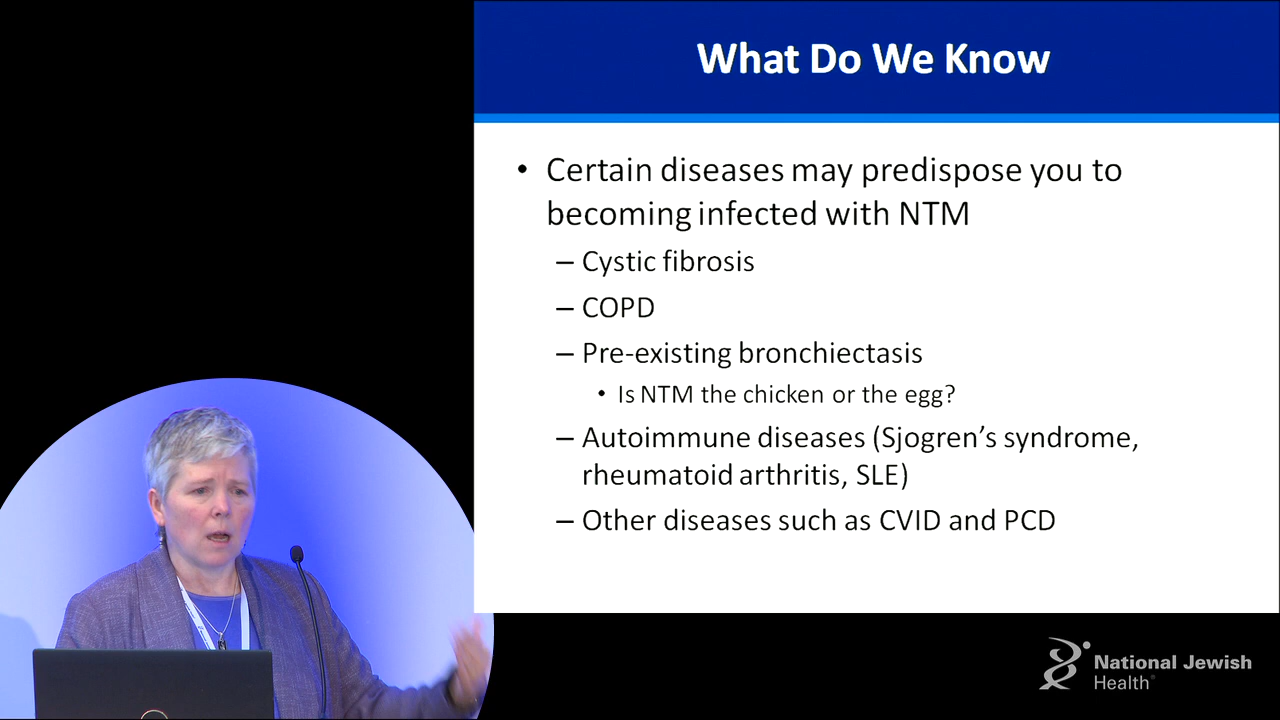 What Do We Know
• Certain diseases may predispose you to
becoming infected with NTM
– Cystic fibrosis
– COPD
– Pre-existing bronchiectasis
• Is NTM the chicken or the egg?
– Autoimmune diseases (Sjogren's syndrome,
rheumatoid arthritis, SLE)
– Other diseases such as CVID and PCD
National Jewish
Health®